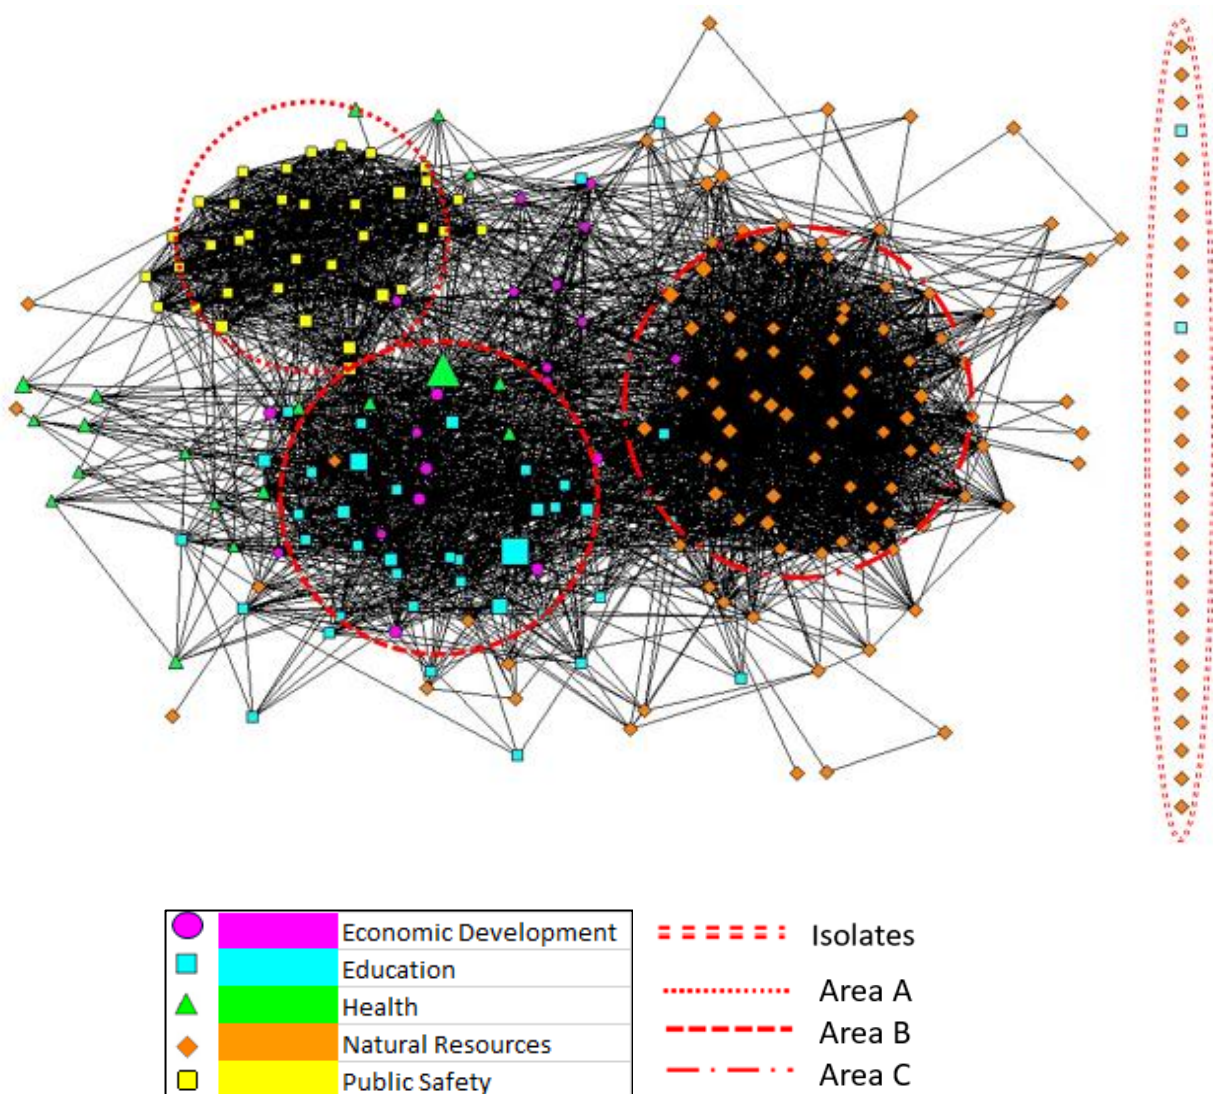 Economic Development
Education
Health
Natural Resources
Public Safety
Isolates
Area A
Area B
Area C